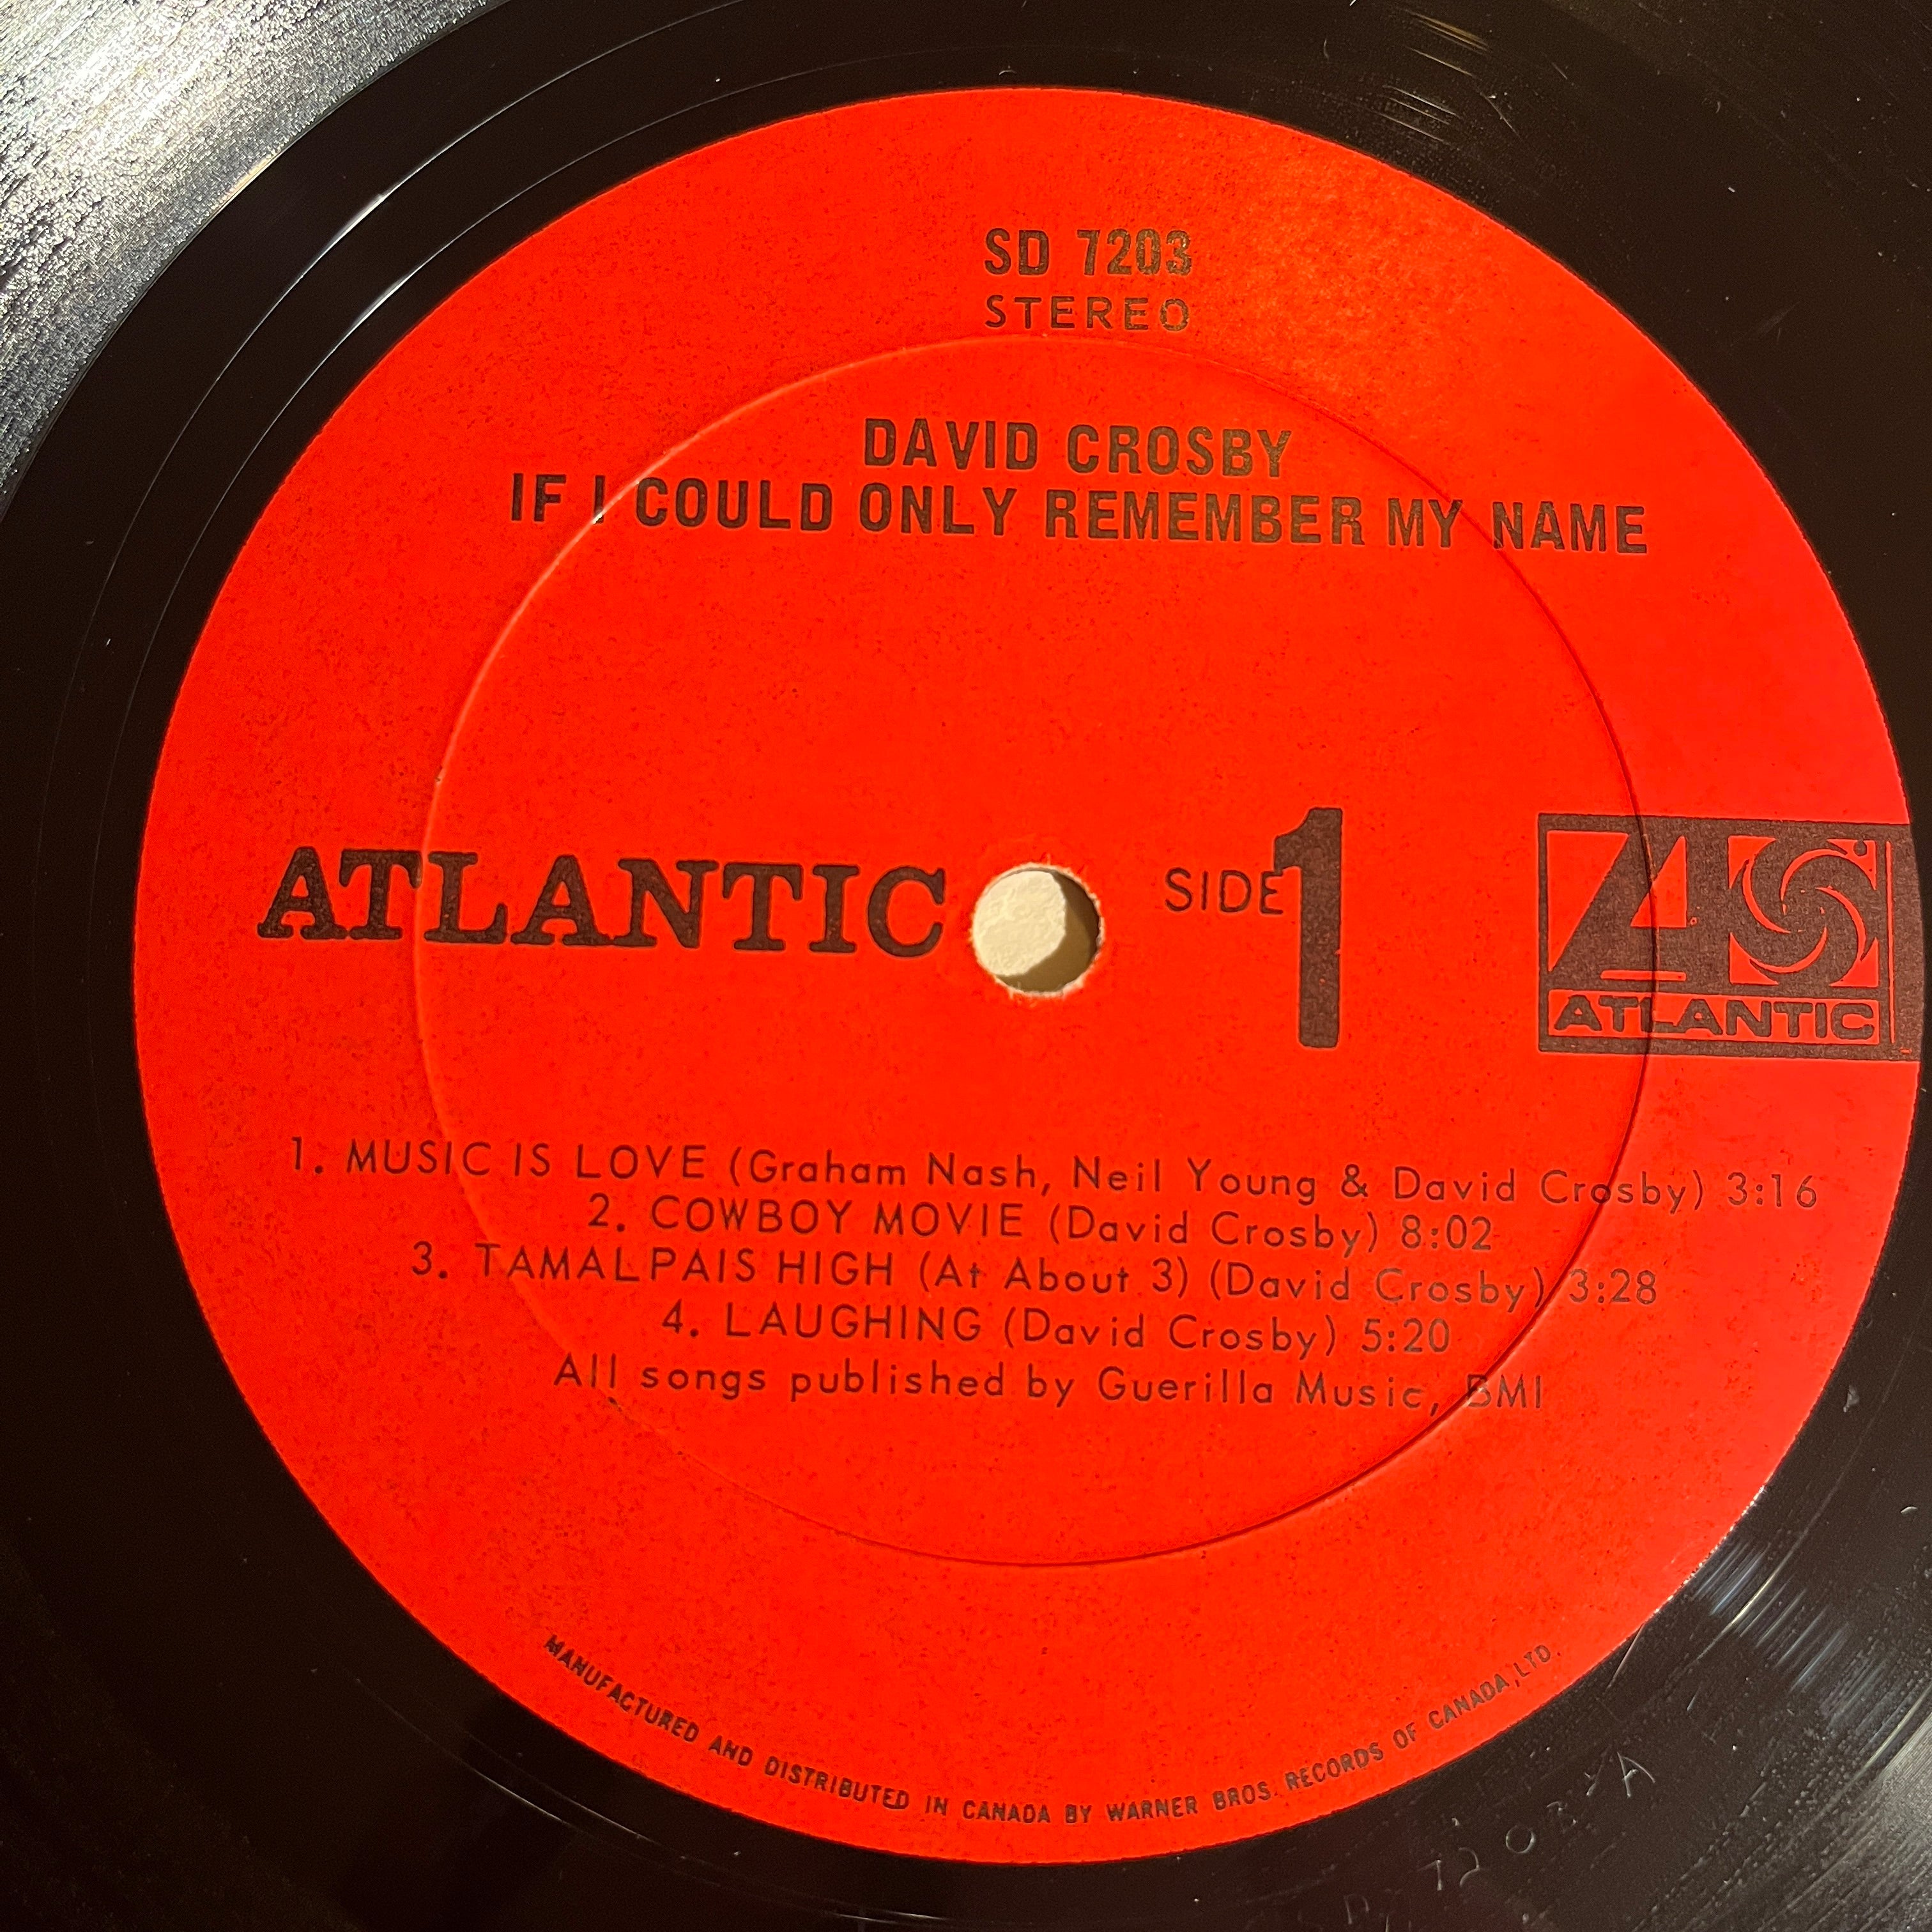 SD 7203
STEREO
DAVID CROSBY
IF I COULD ONLY REMEMBER MY NAME
ATLANTIC
SIDE 1
ATLANTIC
1. MUSIC IS LOVE (Graham Nash, Neil Young & David Crosby) 3:16
2. COWBOY MOVIE (David Crosby) 8:02
3. TAMALPAIS HIGH (At About 3) (David Crosby) 3:28
4. LAUGHING (David Crosby) 5:20
All songs published by Guerilla Music, BMI
MANUFACTURED AND DISTRIBUTED IN CANADA BY WARNER BROS. RECORDS OF CANADA, LTD.